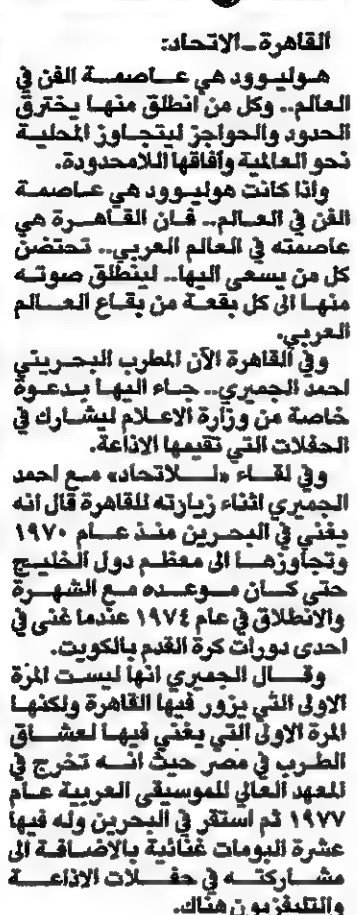 القاهرة ـ الاتحاد:
هوليوود هي عاصمة الفن في
العالم.. وكل من انطلق منها يخترق
الحدود والحواجز ليتجاوز المحلية
نحو العالمية وآفاقها اللامحدودة.
واذا كانت هوليوود هي عاصمة
الفن في العالم.. فان القاهرة هي
عاصمته في العالم العربي.. تحتضن
كل من يسعى اليها.. لينطلق صوته
منها الى كل بقعة من بقاع العالم
العربي.
وفي القاهرة الآن المطرب البحريني
احمد الجميري.. جاء اليها بدعوة
خاصة من وزارة الاعلام ليشارك في
الحفلات التي تقيمها الاذاعة.
وفي لقاء «للاتحاد» مع احمد
الجميري اثناء زيارته للقاهرة قال انه
يغني في البحرين منذ عام ١٩٧٠
وتجاوزها الى معظم دول الخليج
حتى كان موعده مع الشهرة
والانطلاق في عام ١٩٧٤ عندما غنى في
احدى دورات كرة القدم بالكويت.
وقال الجميري انها ليست المرة
الاولى التي يزور فيها القاهرة ولكنها
المرة الاولى التي يغني فيها لعشاق
الطرب في مصر حيث انه تخرج في
المعهد العالي للموسيقى العربية عام
١٩٧٧ ثم استقر في البحرين وله فيها
عشرة البومات غنائية بالاضافة الى
مشاركته في حفلات الاذاعة
والتليفزيون هناك.